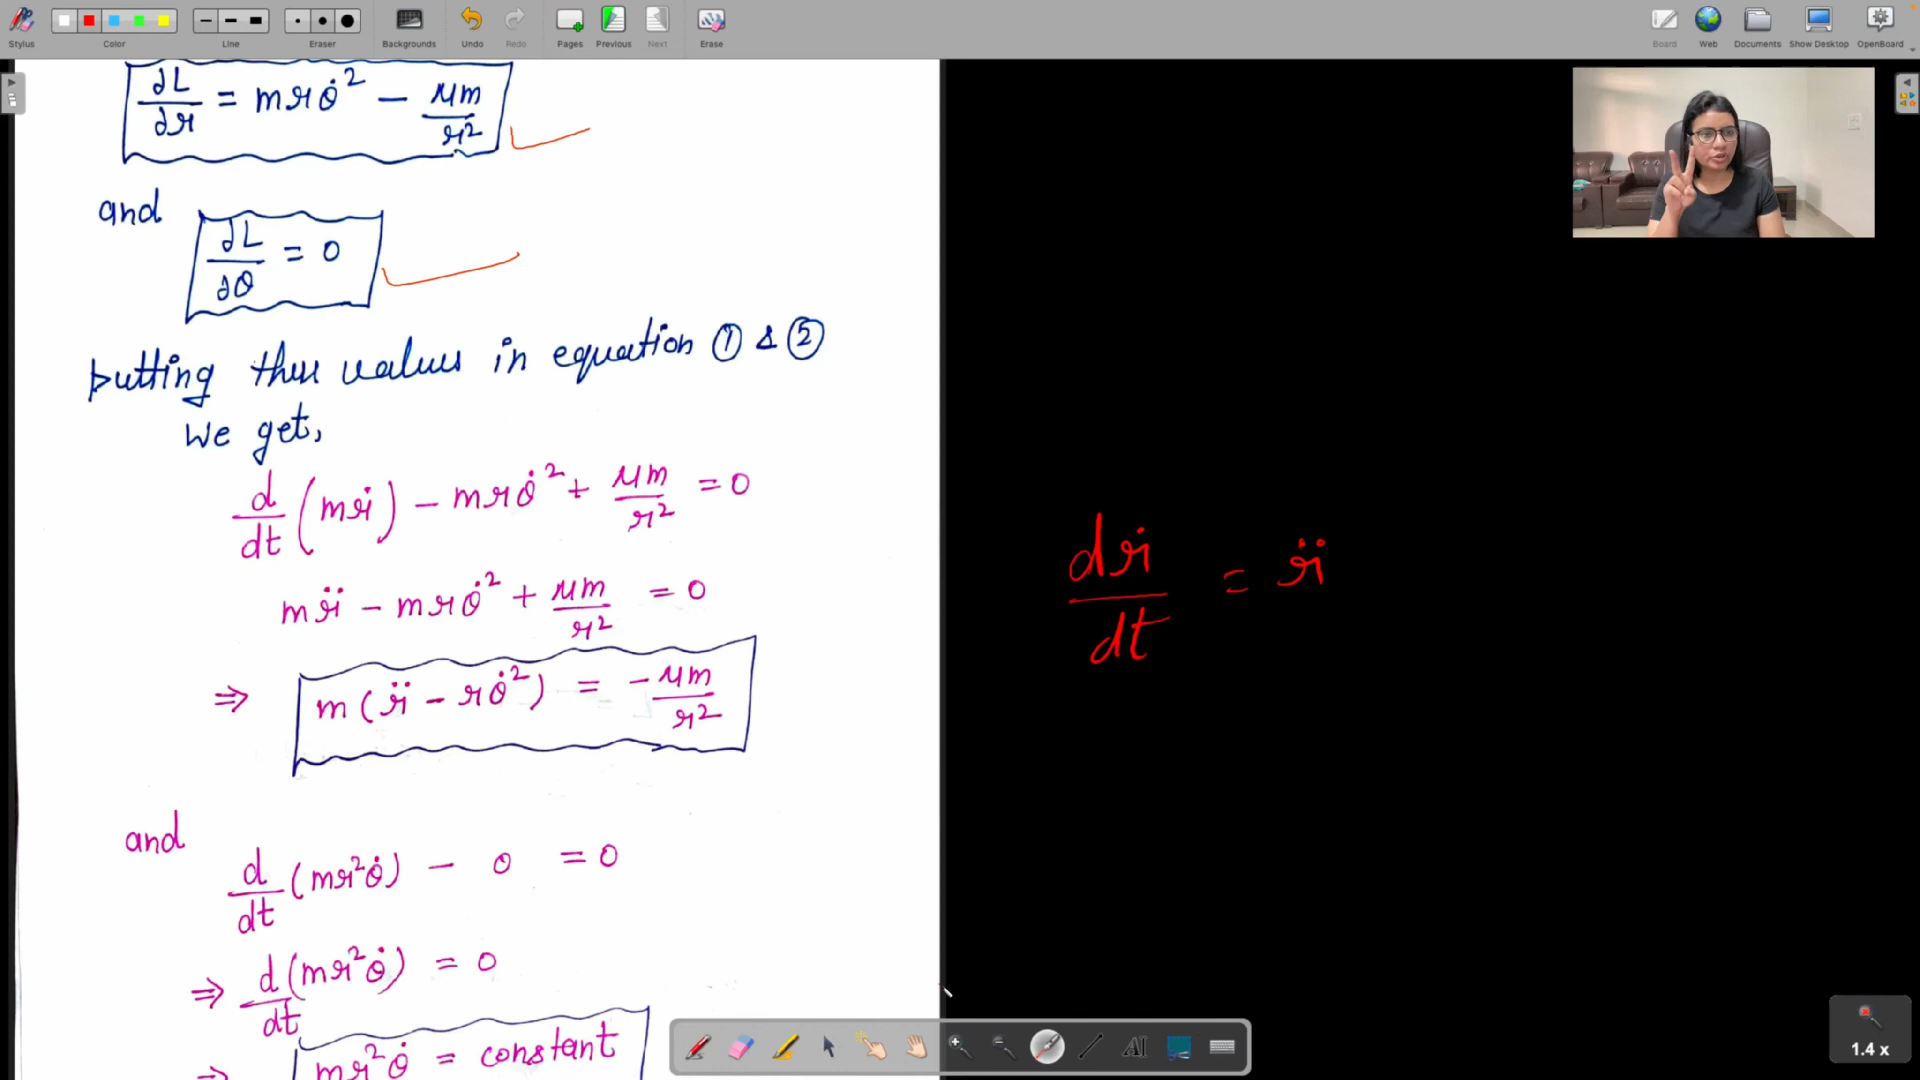 Stylus
Color
Line
Eraser
Backgrounds
Undo
Redo
Pages
Previous
Next
Erase
Board
Web
Documents
Show Desktop
OpenBoard
∂L/∂r = mrθ̇² − μm/r²
and
∂L/∂θ = 0
putting these values in equation ① & ②
We get,
d/dt (mṙ) − mrθ̇² + μm/r² = 0
mr̈ − mrθ̇² + μm/r² = 0
⇒ m(r̈ − rθ̇²) = −μm/r²
and
d/dt (mr²θ̇) − 0 = 0
⇒ d/dt (mr²θ̇) = 0
⇒ mr²θ̇ = constant
dṙ/dt = r̈
AI
1.4 x